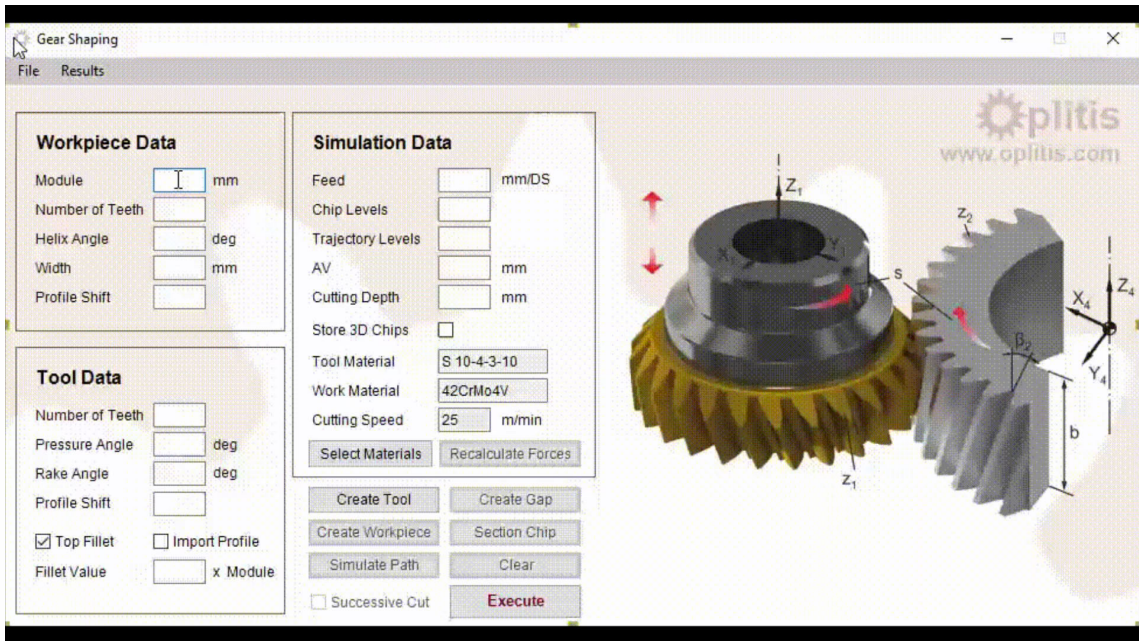 Gear Shaping
File Results
Oplitis
www.oplitis.com
Workpiece Data
Module mm
Number of Teeth
Helix Angle deg
Width mm
Profile Shift
Tool Data
Number of Teeth
Pressure Angle deg
Rake Angle deg
Profile Shift
Top Fillet Import Profile
Fillet Value x Module
Simulation Data
Feed mm/DS
Chip Levels
Trajectory Levels
AV mm
Cutting Depth mm
Store 3D Chips
Tool Material S 10-4-3-10
Work Material 42CrMo4V
Cutting Speed 25 m/min
Select Materials Recalculate Forces
Create Tool Create Gap
Create Workpiece Section Chip
Simulate Path Clear
Successive Cut Execute
Z₁
X₁
Y₁
z₂
s
Z₄
X₄
Y₄
β₂
b
z₁